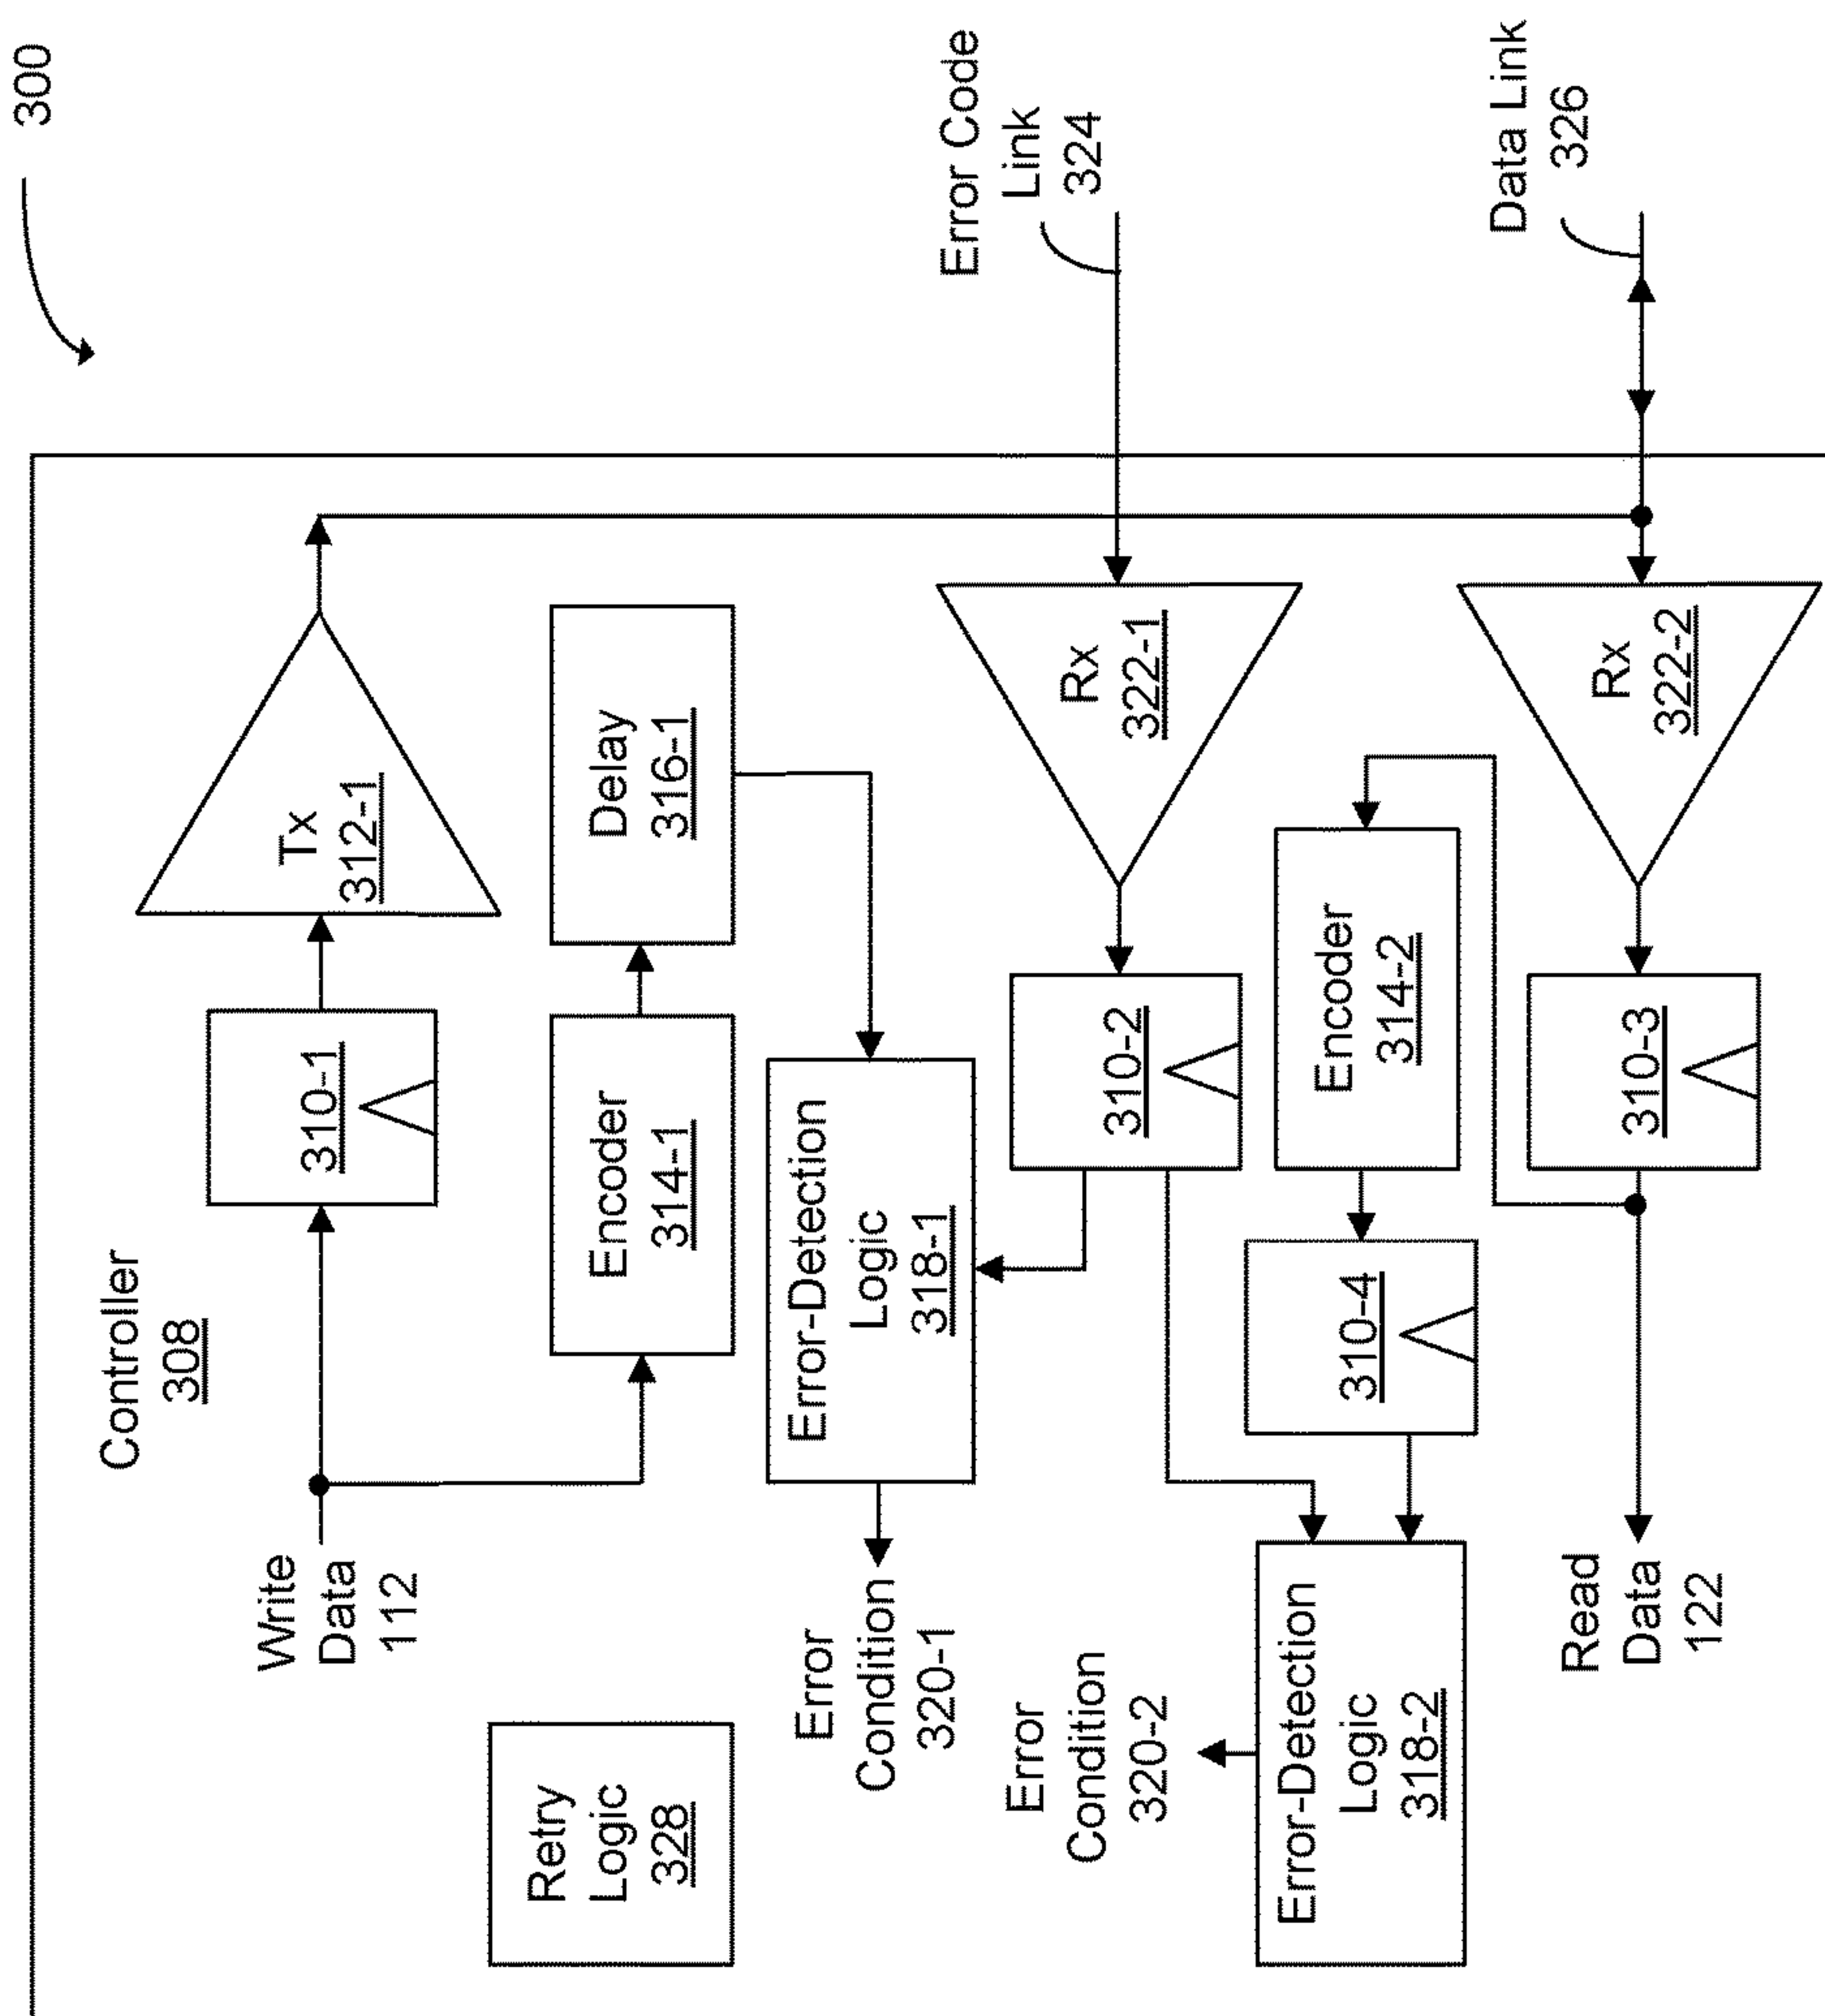 300
Controller
308
Write
Data
112
310-1
Tx
312-1
Retry
Logic
328
Encoder
314-1
Delay
316-1
Error
Condition
320-1
Error-Detection
Logic
318-1
Error Code
Link
324
310-2
Rx
322-1
Error
Condition
320-2
Error-Detection
Logic
318-2
310-4
Encoder
314-2
Data Link
326
Read
Data
122
310-3
Rx
322-2